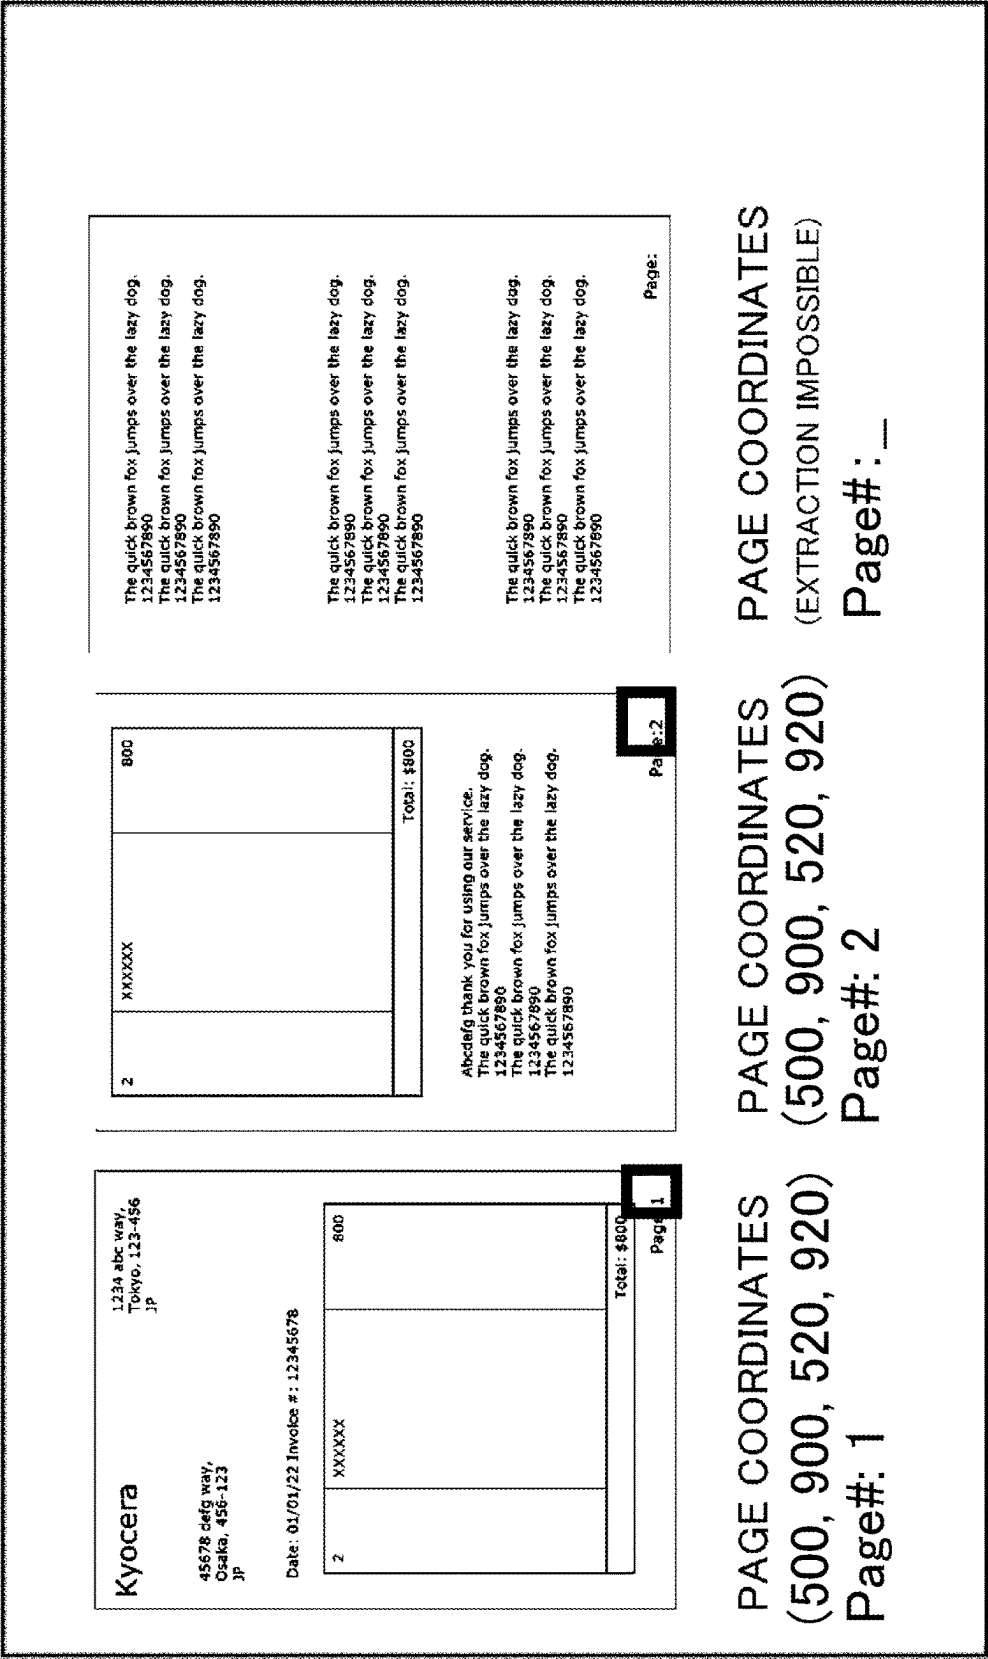 Kyocera
1234 abc way,
Tokyo, 123-456
JP
45678 defg way,
Osaka, 456-123
JP
Date: 01/01/22 Invoice #: 12345678
2 XXXXXX 800
Total: $800
Page 1
PAGE COORDINATES
(500, 900, 520, 920)
Page#: 1
2 XXXXXX 800
Total: $800
Abcdefg thank you for using our service.
The quick brown fox jumps over the lazy dog.
1234567890
The quick brown fox jumps over the lazy dog.
1234567890
The quick brown fox jumps over the lazy dog.
1234567890
Page:2
PAGE COORDINATES
(500, 900, 520, 920)
Page#: 2
The quick brown fox jumps over the lazy dog.
1234567890
The quick brown fox jumps over the lazy dog.
1234567890
The quick brown fox jumps over the lazy dog.
1234567890
The quick brown fox jumps over the lazy dog.
1234567890
The quick brown fox jumps over the lazy dog.
1234567890
The quick brown fox jumps over the lazy dog.
1234567890
The quick brown fox jumps over the lazy dog.
1234567890
The quick brown fox jumps over the lazy dog.
1234567890
The quick brown fox jumps over the lazy dog.
1234567890
Page:
PAGE COORDINATES
(EXTRACTION IMPOSSIBLE)
Page# :_